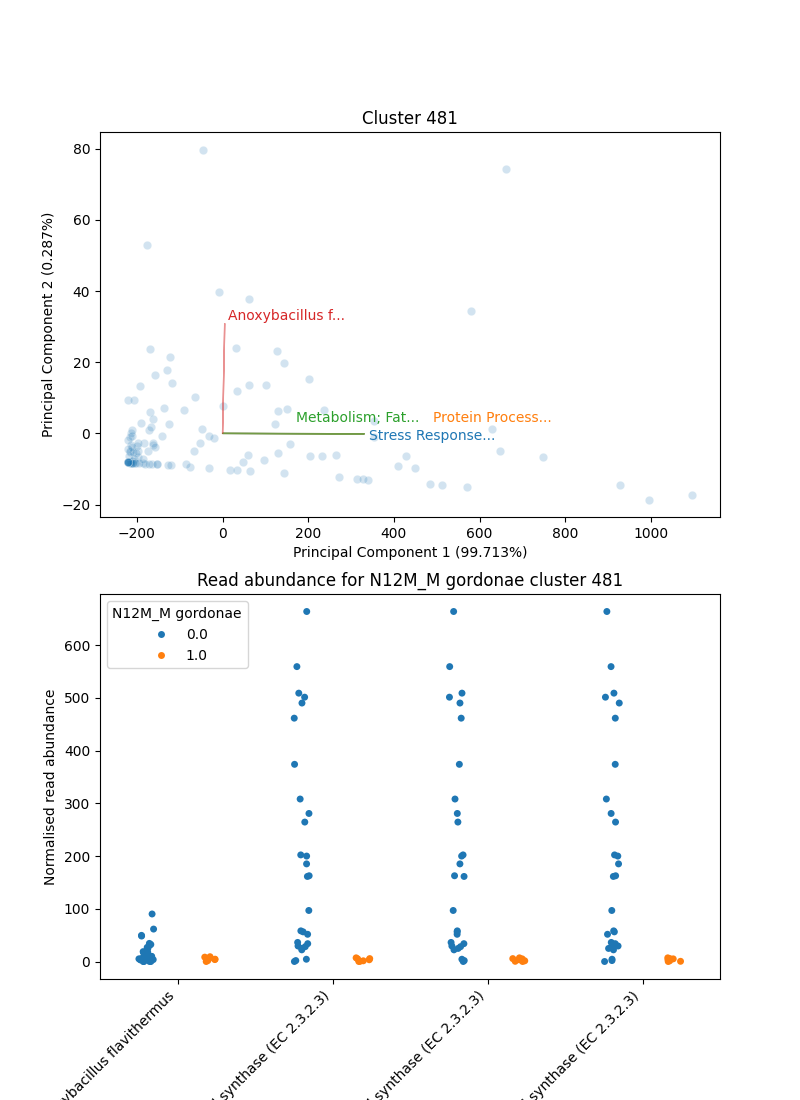 Cluster 481
80
60
40
20
0
−20
Principal Component 2 (0.287%)
Anoxybacillus f...
Metabolism; Fat...
Protein Process...
Stress Response...
−200
0
200
400
600
800
1000
Principal Component 1 (99.713%)
Read abundance for N12M_M gordonae cluster 481
N12M_M gordonae
0.0
1.0
600
500
400
300
200
100
0
Normalised read abundance
flavithermus
synthase (EC 2.3.2.3)
synthase (EC 2.3.2.3)
synthase (EC 2.3.2.3)